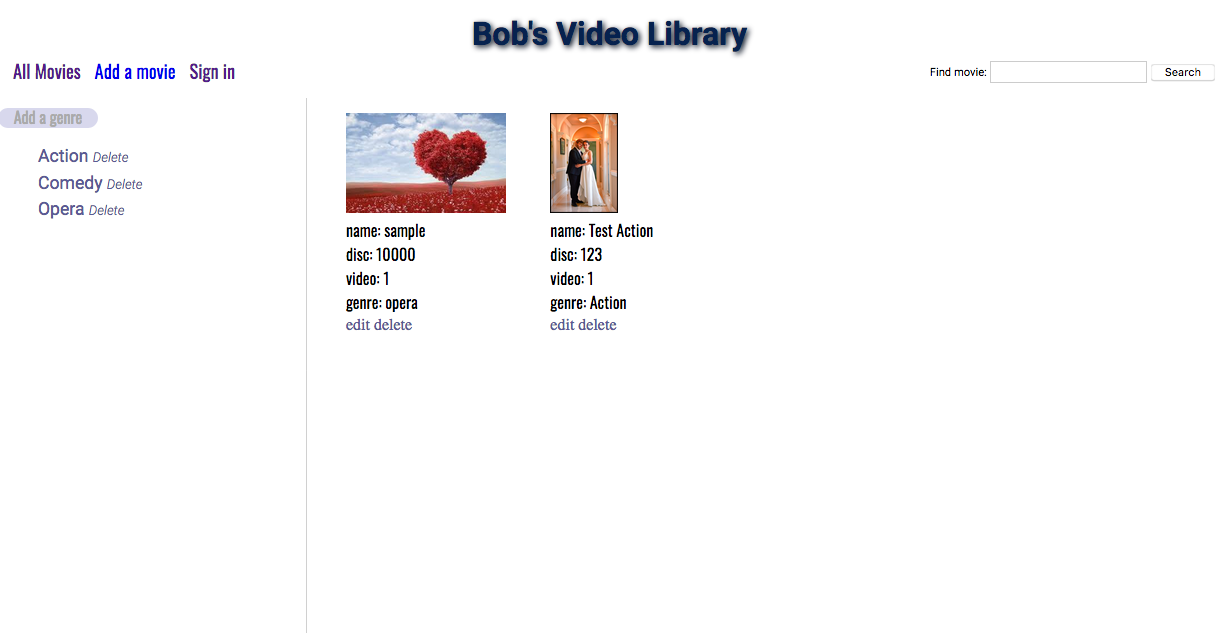 Bob's Video Library
All Movies Add a movie Sign in
Find movie: Search
Add a genre
Action Delete
Comedy Delete
Opera Delete
name: sample
disc: 10000
video: 1
genre: opera
edit delete
name: Test Action
disc: 123
video: 1
genre: Action
edit delete